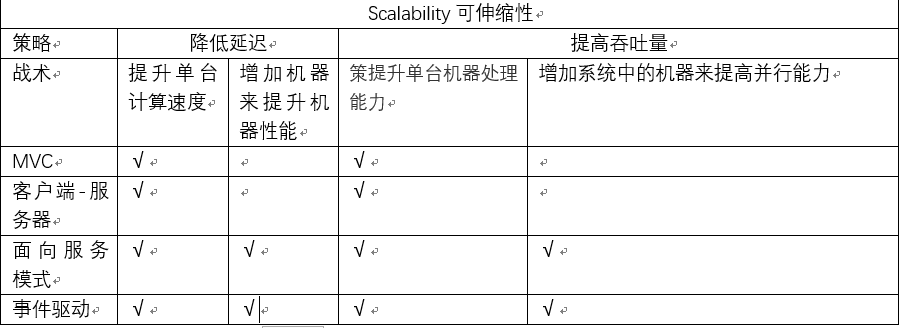 Scalability 可伸缩性
策略 降低延迟 提高吞吐量
战术 提升单台计算速度 增加机器来提升机器性能 策提升单台机器处理能力 增加系统中的机器来提高并行能力
MVC √ √
客户端-服务器 √ √
面向服务模式 √ √ √ √
事件驱动 √ √ √ √